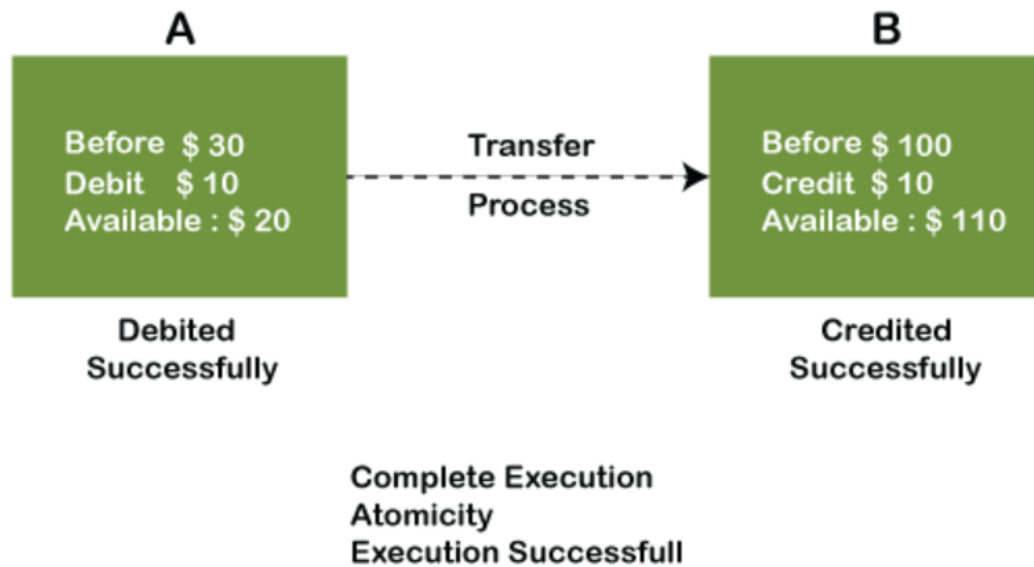 A
B
Before $ 30
Debit $ 10
Available : $ 20
Transfer
Process
Before $ 100
Credit $ 10
Available : $ 110
Debited
Successfully
Credited
Successfully
Complete Execution
Atomicity
Execution Successfull